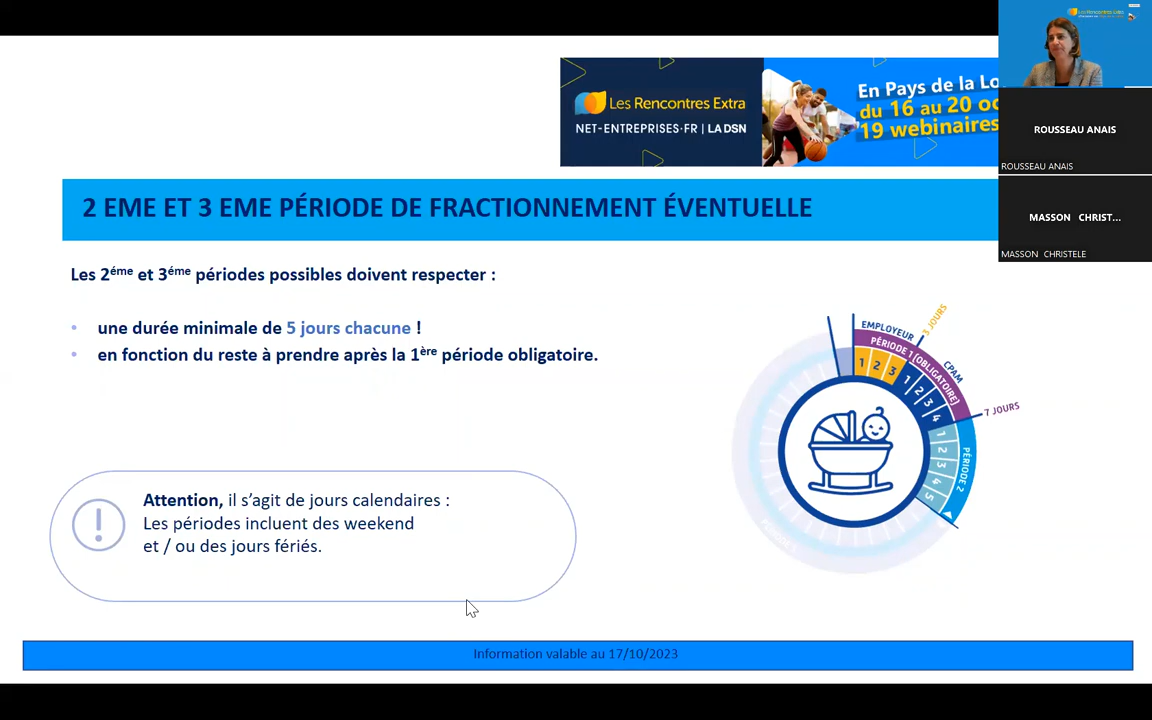 Les Rencontres Extra
NET-ENTREPRISES·FR | LA DSN
En Pays de la Lo
du 16 au 20 oc
19 webinaires
ROUSSEAU ANAIS
ROUSSEAU ANAIS
MASSON CHRIST...
MASSON CHRISTELE
2 EME ET 3 EME PÉRIODE DE FRACTIONNEMENT ÉVENTUELLE
Les 2éme et 3éme périodes possibles doivent respecter :
• une durée minimale de 5 jours chacune !
• en fonction du reste à prendre après la 1ère période obligatoire.
EMPLOYEUR
3 JOURS
PÉRIODE 1 (OBLIGATOIRE)
CPAM
1 2 3 1 2 3 4
7 JOURS
1 2 3 4 5
PÉRIODE 2
Attention, il s'agit de jours calendaires :
Les périodes incluent des weekend
et / ou des jours fériés.
Information valable au 17/10/2023